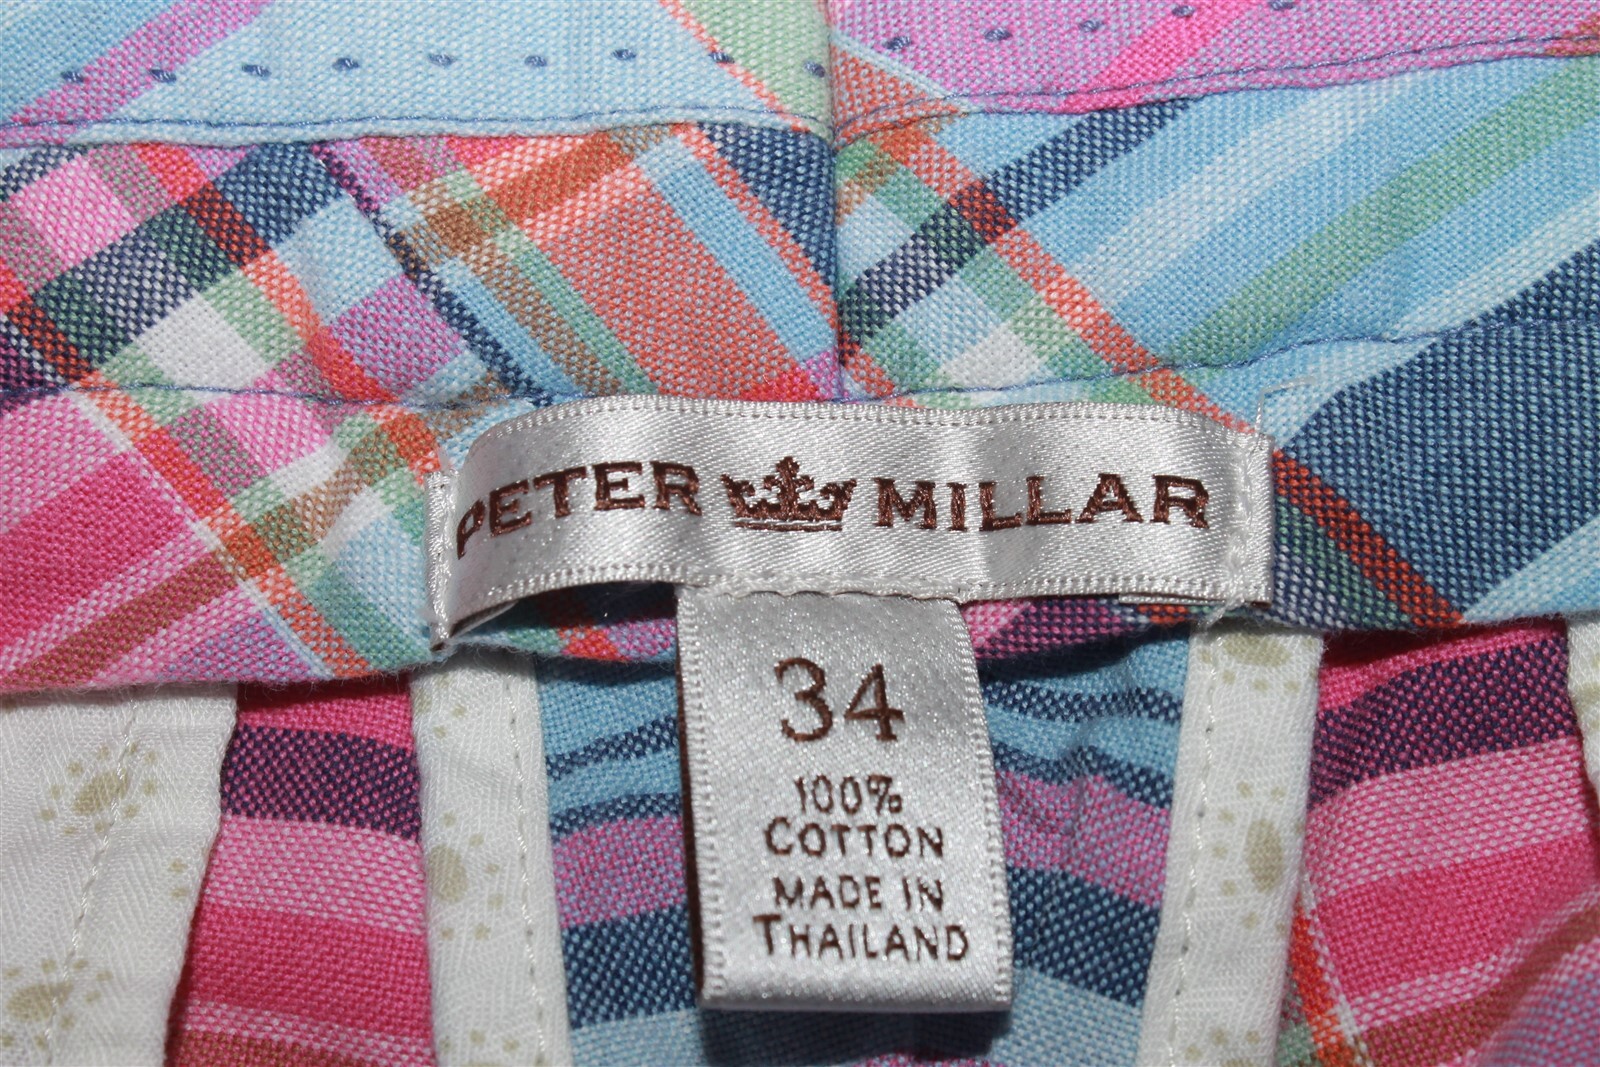 PETER MILLAR
34
100%
COTTON
MADE IN
THAILAND